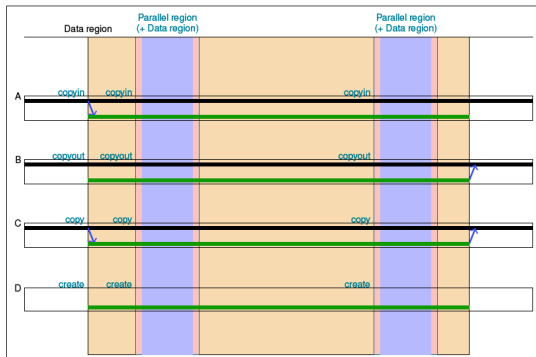 Parallel region
(+ Data region)
Parallel region
(+ Data region)
Data region
A
copyin
copyin
copyin
B
copyout
copyout
copyout
C
copy
copy
copy
D
create
create
create